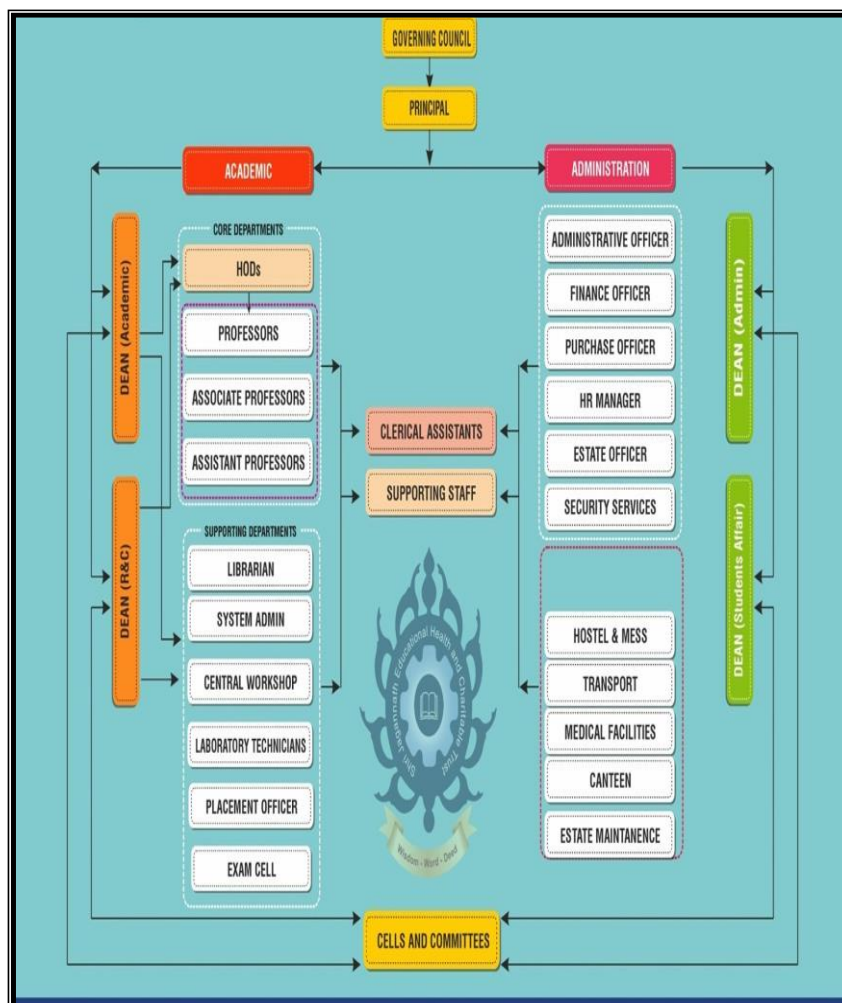 GOVERNING COUNCIL
PRINCIPAL
ACADEMIC
ADMINISTRATION
DEAN (Academic)
DEAN (R&C)
CORE DEPARTMENTS
HODs
PROFESSORS
ASSOCIATE PROFESSORS
ASSISTANT PROFESSORS
SUPPORTING DEPARTMENTS
LIBRARIAN
SYSTEM ADMIN
CENTRAL WORKSHOP
LABORATORY TECHNICIANS
PLACEMENT OFFICER
EXAM CELL
CLERICAL ASSISTANTS
SUPPORTING STAFF
Shri Jagannath Educational Health and Charitable Trust
Wisdom - Word - Deed
ADMINISTRATIVE OFFICER
FINANCE OFFICER
PURCHASE OFFICER
HR MANAGER
ESTATE OFFICER
SECURITY SERVICES
HOSTEL & MESS
TRANSPORT
MEDICAL FACILITIES
CANTEEN
ESTATE MAINTANENCE
DEAN (Admin)
DEAN (Students Affair)
CELLS AND COMMITTEES